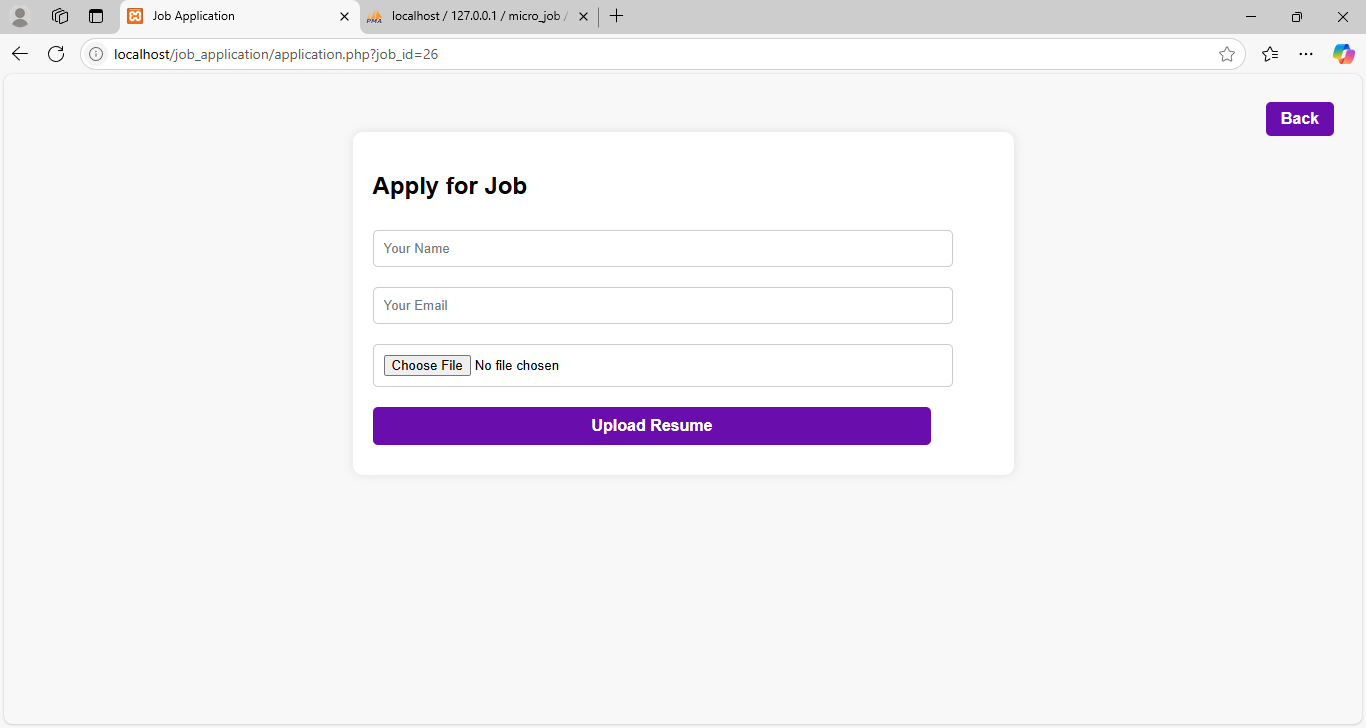 Job Application
localhost / 127.0.0.1 / micro_job /
localhost/job_application/application.php?job_id=26
Back
Apply for Job
Your Name
Your Email
Choose File No file chosen
Upload Resume